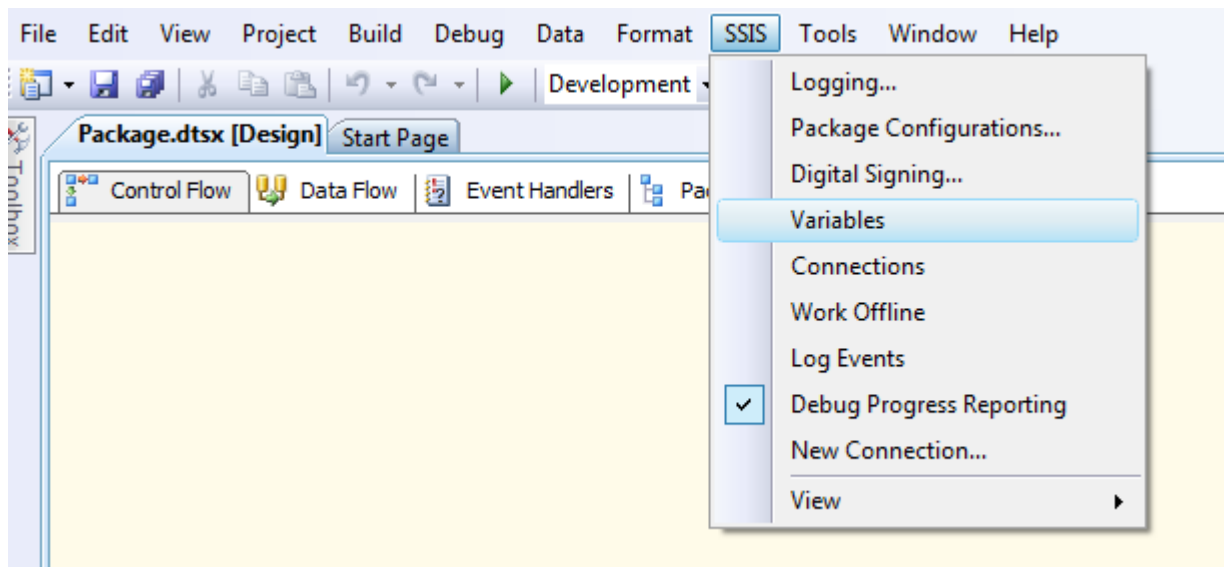 File Edit View Project Build Debug Data Format SSIS Tools Window Help
Development
Toolbox
Package.dtsx [Design] Start Page
Control Flow Data Flow Event Handlers
Logging...
Package Configurations...
Digital Signing...
Variables
Connections
Work Offline
Log Events
Debug Progress Reporting
New Connection...
View